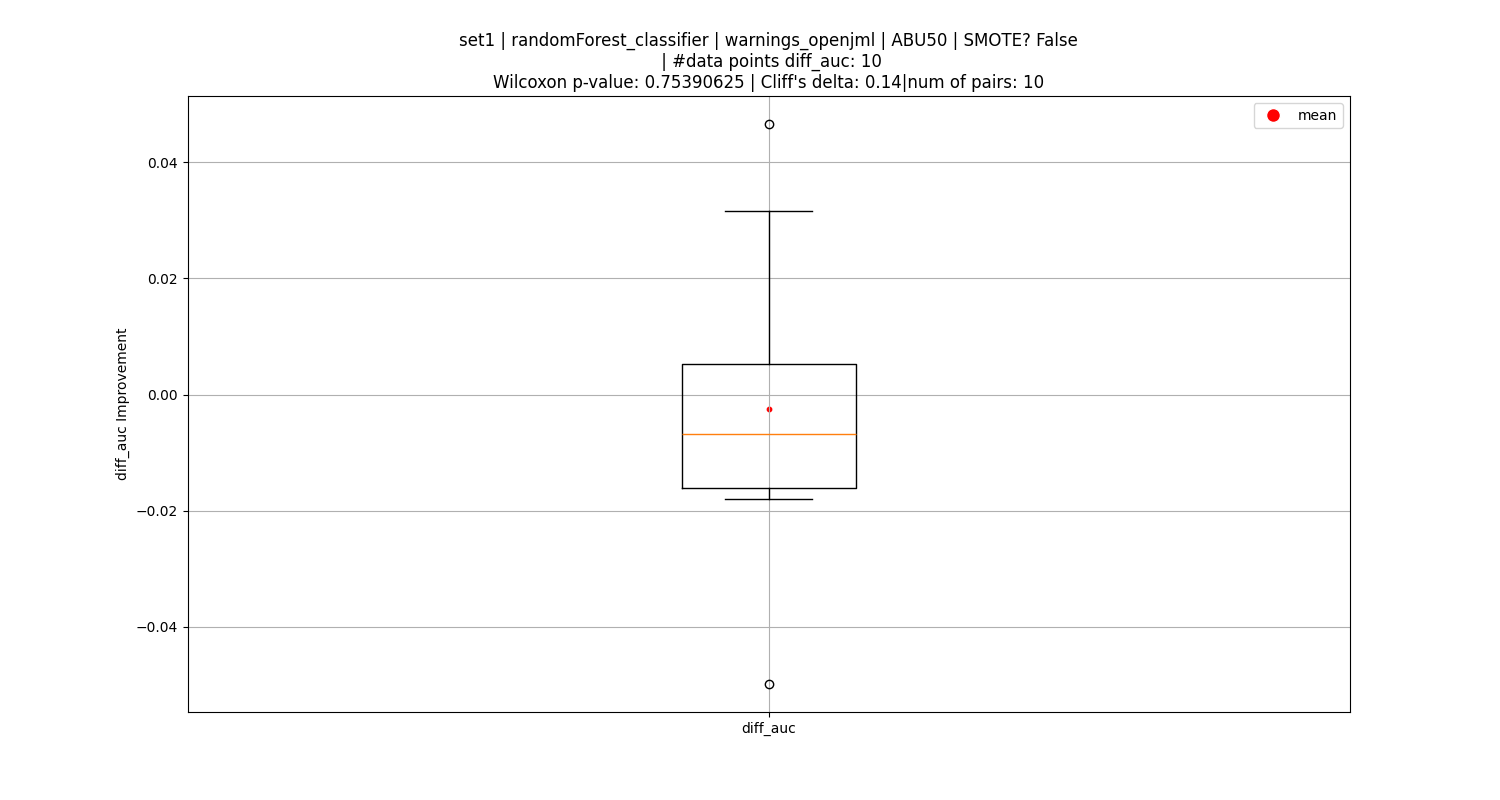 set1 | randomForest_classifier | warnings_openjml | ABU50 | SMOTE? False
| #data points diff_auc: 10
Wilcoxon p-value: 0.75390625 | Cliff's delta: 0.14|num of pairs: 10
mean
0.04
0.02
0.00
−0.02
−0.04
diff_auc Improvement
diff_auc